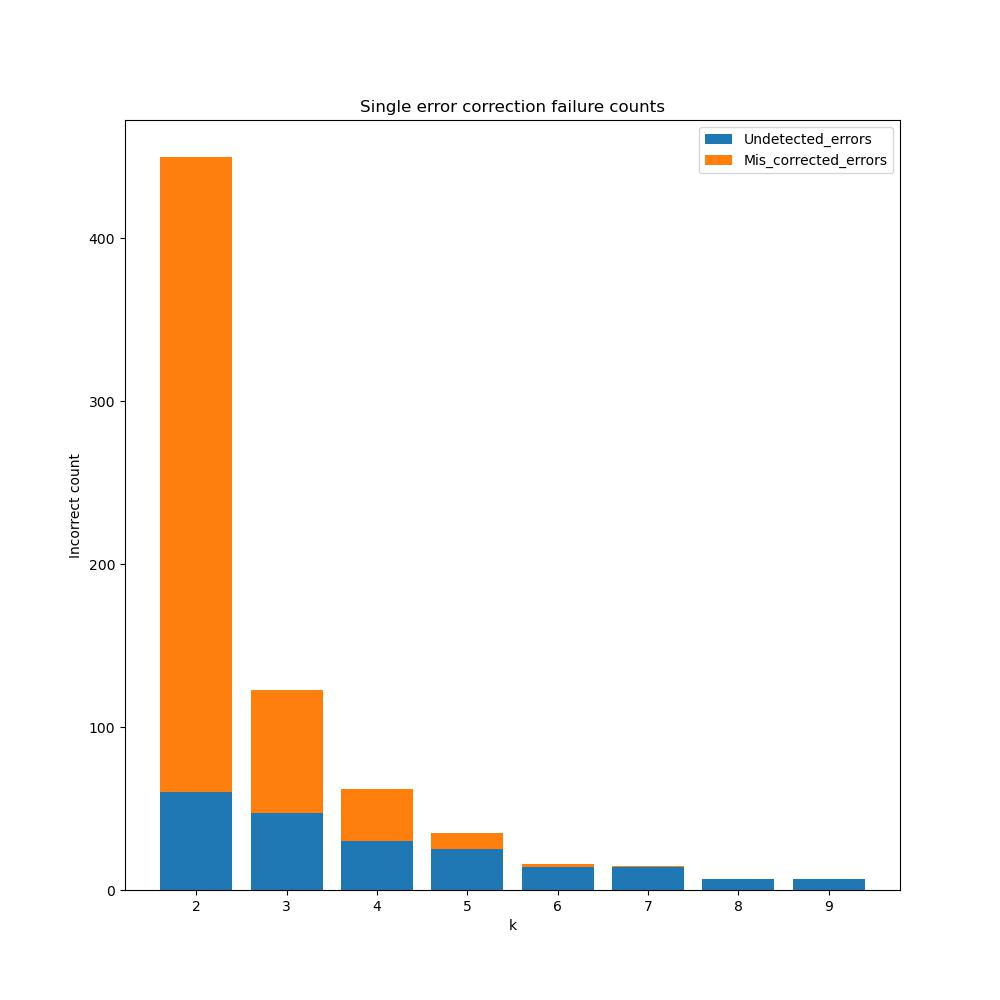 Single error correction failure counts
Undetected_errors
Mis_corrected_errors
400
300
200
100
0
Incorrect count
2 3 4 5 6 7 8 9
k